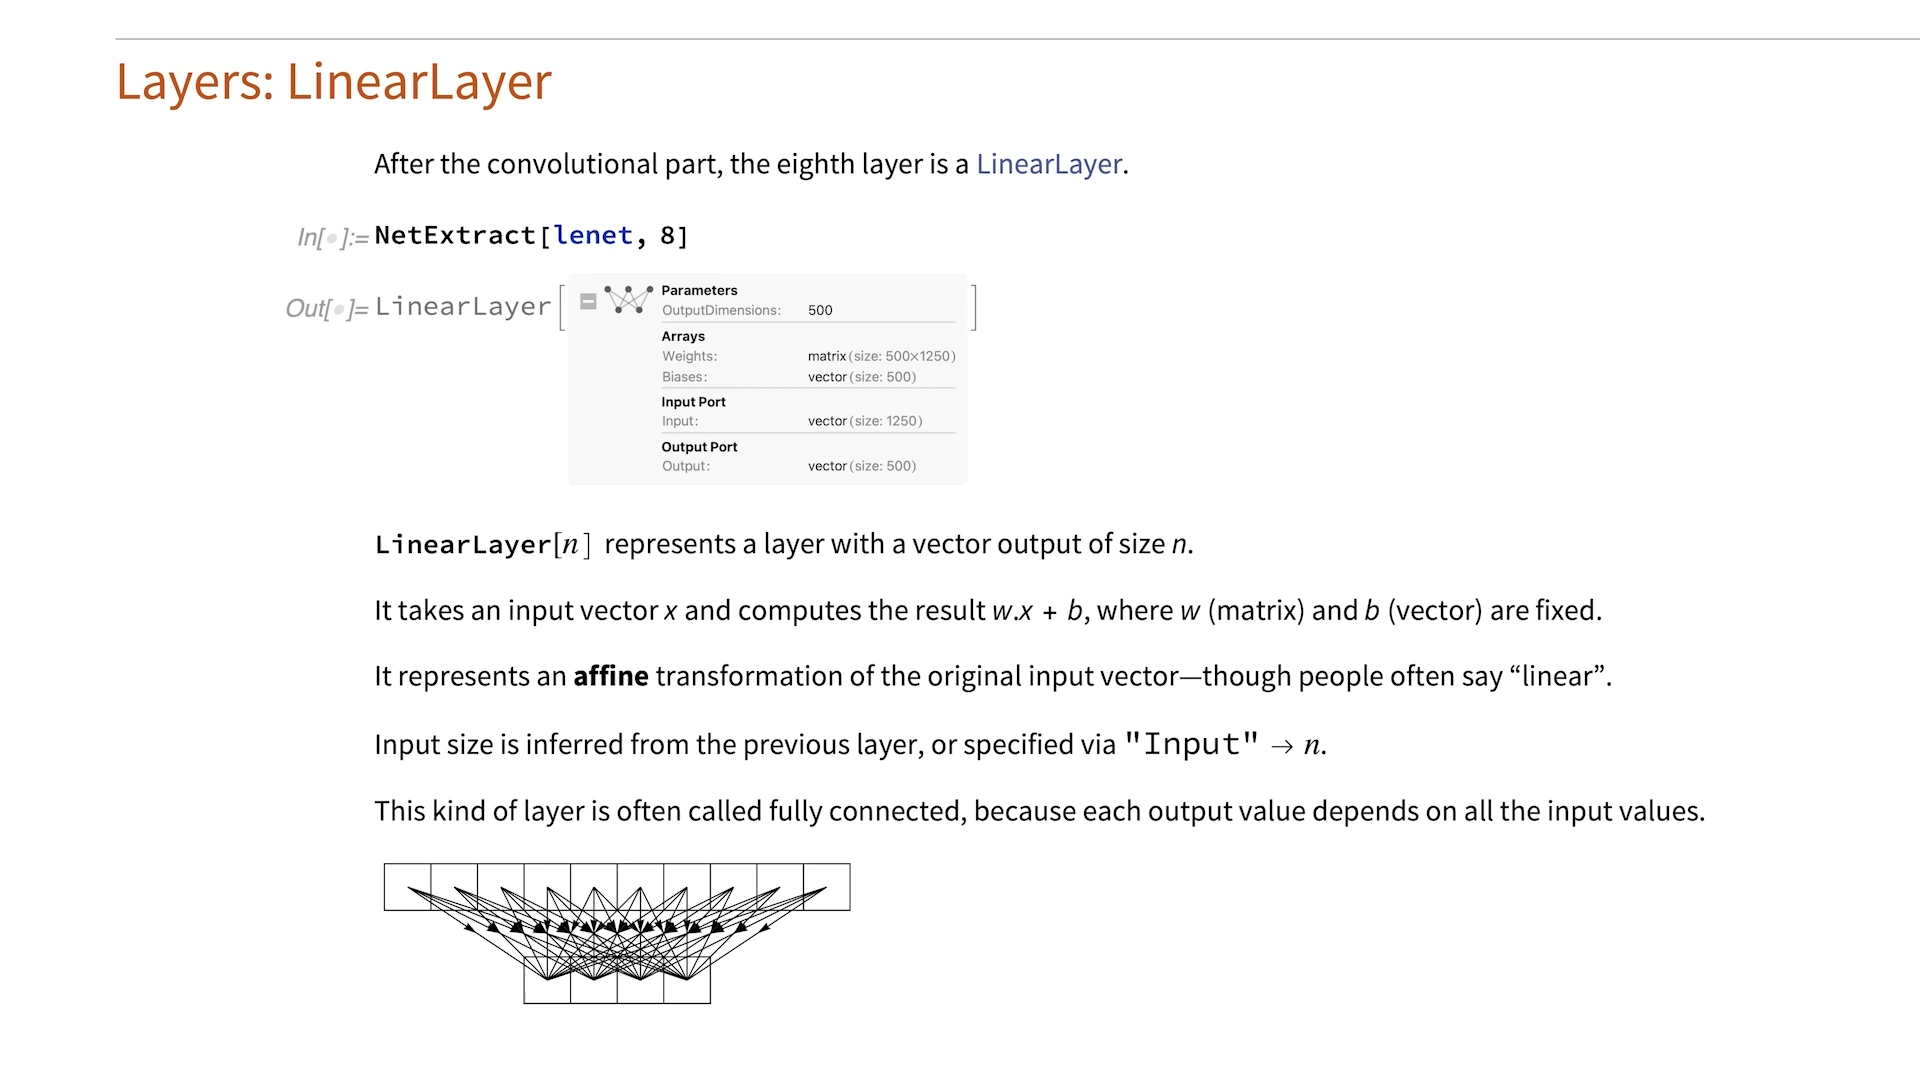 Layers: LinearLayer
After the convolutional part, the eighth layer is a LinearLayer.
In[•]:= NetExtract[lenet, 8]
Out[•]= LinearLayer[
Parameters
OutputDimensions: 500
Arrays
Weights: matrix (size: 500×1250)
Biases: vector (size: 500)
Input Port
Input: vector (size: 1250)
Output Port
Output: vector (size: 500)
]
LinearLayer[n] represents a layer with a vector output of size n.
It takes an input vector x and computes the result w.x + b, where w (matrix) and b (vector) are fixed.
It represents an affine transformation of the original input vector—though people often say “linear”.
Input size is inferred from the previous layer, or specified via "Input" → n.
This kind of layer is often called fully connected, because each output value depends on all the input values.